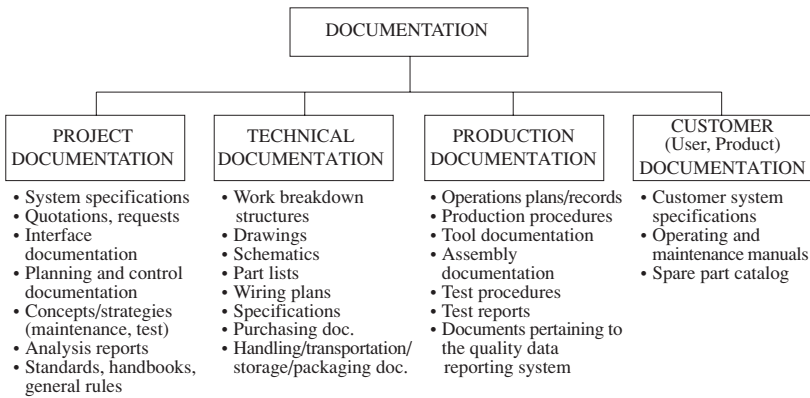 DOCUMENTATION
PROJECT
DOCUMENTATION
• System specifications
• Quotations, requests
• Interface
documentation
• Planning and control
documentation
• Concepts/strategies
(maintenance, test)
• Analysis reports
• Standards, handbooks,
general rules
TECHNICAL
DOCUMENTATION
• Work breakdown
structures
• Drawings
• Schematics
• Part lists
• Wiring plans
• Specifications
• Purchasing doc.
• Handling/transportation/
storage/packaging doc.
PRODUCTION
DOCUMENTATION
• Operations plans/records
• Production procedures
• Tool documentation
• Assembly
documentation
• Test procedures
• Test reports
• Documents pertaining to
the quality data
reporting system
CUSTOMER
(User, Product)
DOCUMENTATION
• Customer system
specifications
• Operating and
maintenance manuals
• Spare part catalog